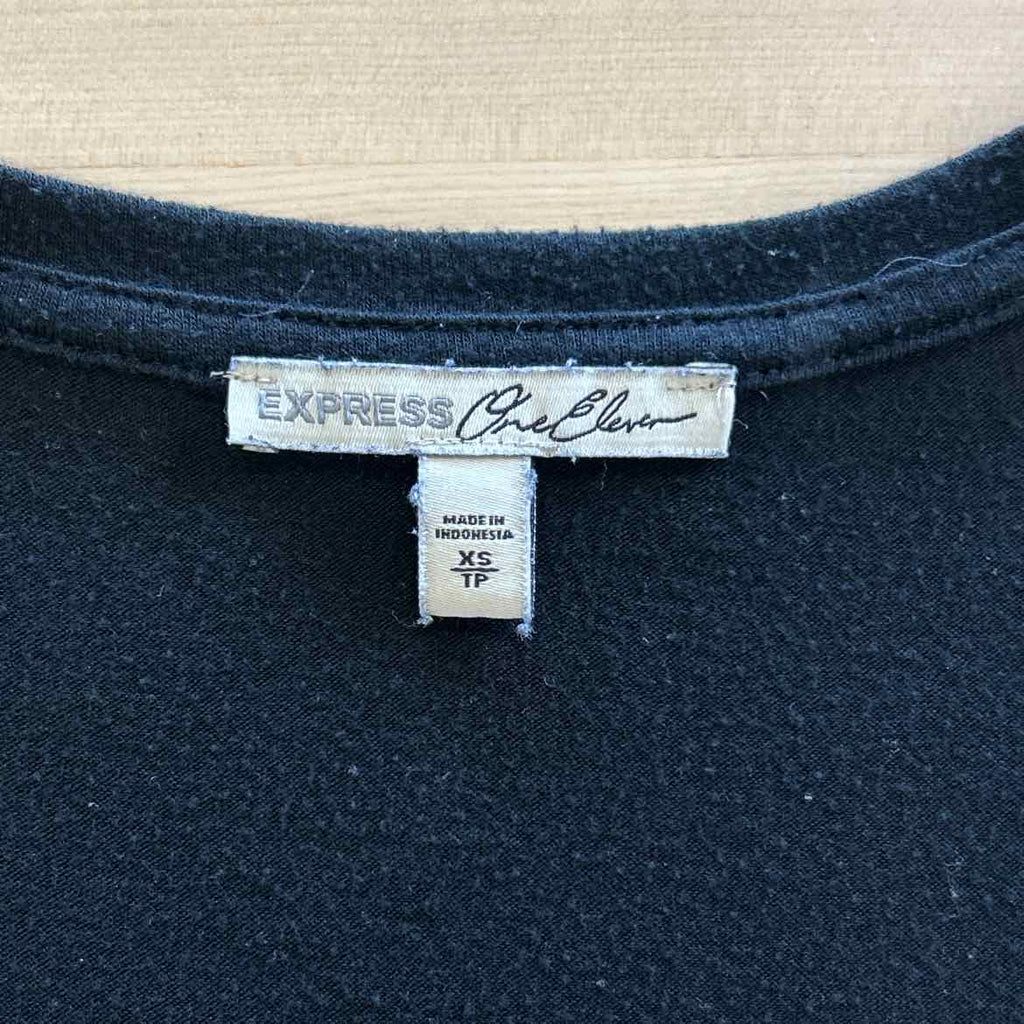 EXPRESS One Eleven
MADE IN
INDONESIA
XS
TP